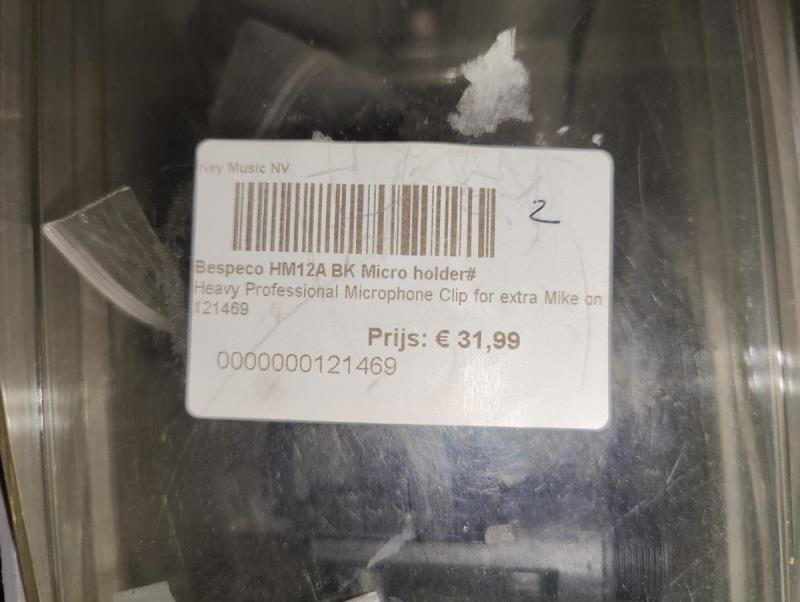 Key Music NV
2
Bespeco HM12A BK Micro holder#
Heavy Professional Microphone Clip for extra Mike on
121469
Prijs: € 31,99
0000000121469